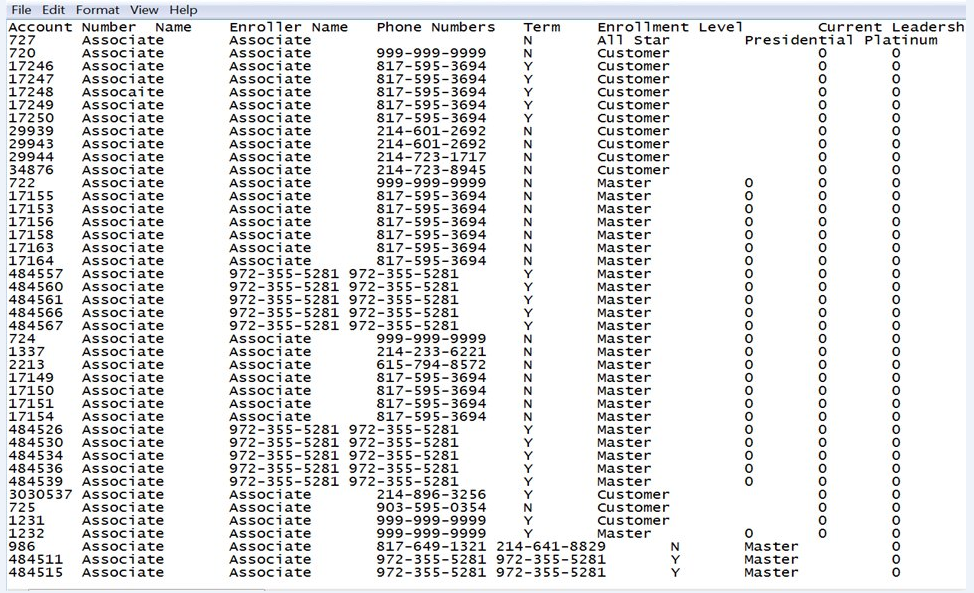 File Edit Format View Help
Account Number Name Enroller Name Phone Numbers Term Enrollment Level Current Leadersh
727 Associate Associate N All Star Presidential Platinum
720 Associate Associate 999-999-9999 N Customer 0 0
17246 Associate Associate 817-595-3694 Y Customer 0 0
17247 Associate Associate 817-595-3694 Y Customer 0 0
17248 Assocaite Associate 817-595-3694 Y Customer 0 0
17249 Associate Associate 817-595-3694 Y Customer 0 0
17250 Associate Associate 817-595-3694 Y Customer 0 0
29939 Associate Associate 214-601-2692 N Customer 0 0
29943 Associate Associate 214-601-2692 N Customer 0 0
29944 Associate Associate 214-723-1717 N Customer 0 0
34876 Associate Associate 214-723-8945 N Customer 0 0
722 Associate Associate 999-999-9999 N Master 0 0 0
17155 Associate Associate 817-595-3694 N Master 0 0 0
17153 Associate Associate 817-595-3694 N Master 0 0 0
17156 Associate Associate 817-595-3694 N Master 0 0 0
17158 Associate Associate 817-595-3694 N Master 0 0 0
17163 Associate Associate 817-595-3694 N Master 0 0 0
17164 Associate Associate 817-595-3694 N Master 0 0 0
484557 Associate 972-355-5281 972-355-5281 Y Master 0 0 0
484560 Associate 972-355-5281 972-355-5281 Y Master 0 0 0
484561 Associate 972-355-5281 972-355-5281 Y Master 0 0 0
484566 Associate 972-355-5281 972-355-5281 Y Master 0 0 0
484567 Associate 972-355-5281 972-355-5281 Y Master 0 0 0
724 Associate Associate 999-999-9999 N Master 0 0 0
1337 Associate Associate 214-233-6221 N Master 0 0 0
2213 Associate Associate 615-794-8572 N Master 0 0 0
17149 Associate Associate 817-595-3694 N Master 0 0 0
17150 Associate Associate 817-595-3694 N Master 0 0 0
17151 Associate Associate 817-595-3694 N Master 0 0 0
17154 Associate Associate 817-595-3694 N Master 0 0 0
484526 Associate 972-355-5281 972-355-5281 Y Master 0 0 0
484530 Associate 972-355-5281 972-355-5281 Y Master 0 0 0
484534 Associate 972-355-5281 972-355-5281 Y Master 0 0 0
484536 Associate 972-355-5281 972-355-5281 Y Master 0 0 0
484539 Associate 972-355-5281 972-355-5281 Y Master 0 0 0
3030537 Associate Associate 214-896-3256 Y Customer 0 0
725 Associate Associate 903-595-0354 N Customer 0 0
1231 Associate Associate 999-999-9999 Y Customer 0 0
1232 Associate Associate 999-999-9999 Y Master 0 0 0
986 Associate Associate 817-649-1321 214-641-8829 N Master 0
484511 Associate Associate 972-355-5281 972-355-5281 Y Master 0
484515 Associate Associate 972-355-5281 972-355-5281 Y Master 0